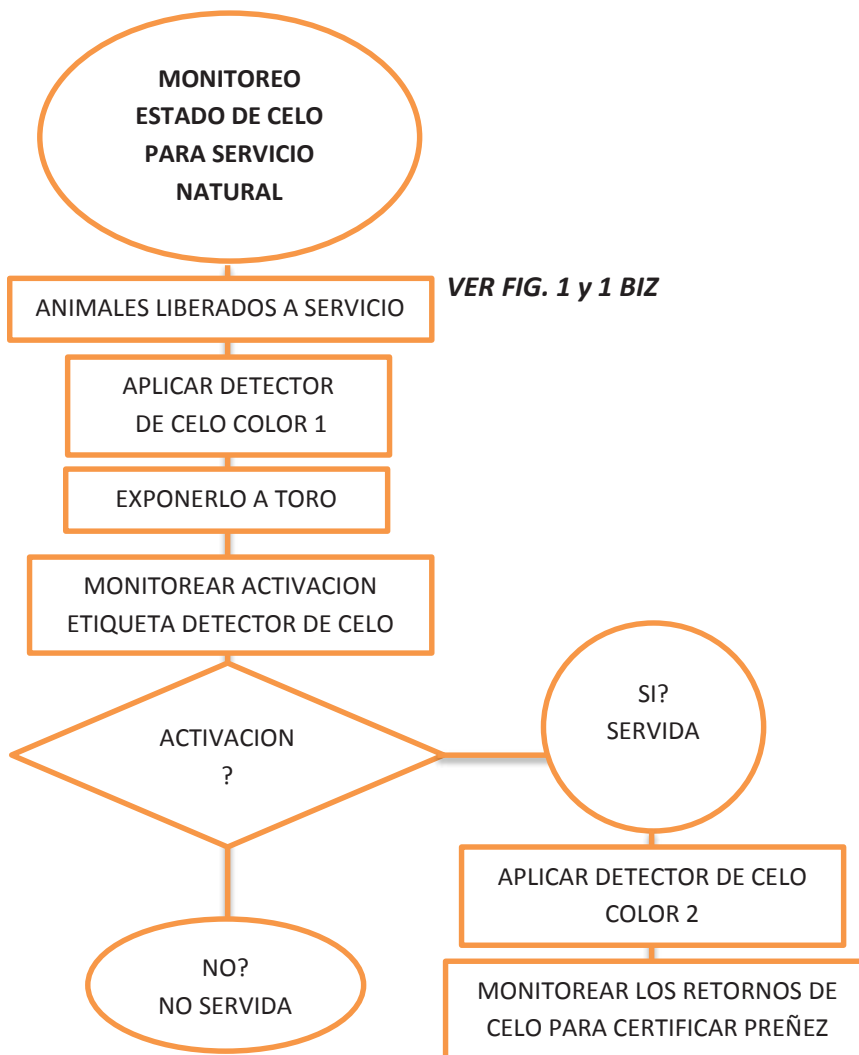 MONITOREO
ESTADO DE CELO
PARA SERVICIO
NATURAL
ANIMALES LIBERADOS A SERVICIO
VER FIG. 1 y 1 BIZ
APLICAR DETECTOR
DE CELO COLOR 1
EXPONERLO A TORO
MONITOREAR ACTIVACION
ETIQUETA DETECTOR DE CELO
ACTIVACION
?
SI?
SERVIDA
APLICAR DETECTOR DE CELO
COLOR 2
NO?
NO SERVIDA
MONITOREAR LOS RETORNOS DE
CELO PARA CERTIFICAR PREÑEZ